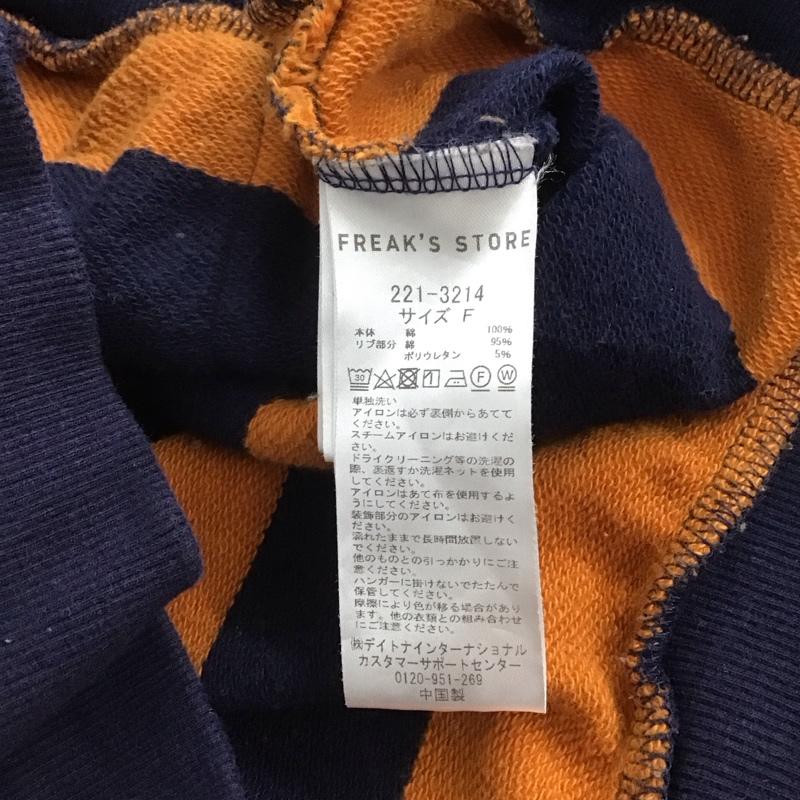 FREAK'S STORE
221-3214
サイズ F
本体 綿 100%
リブ部分 綿 95%
ポリウレタン 5%
30 F W
単独洗い
アイロンは必ず裏側からあてて
ください。
スチームアイロンはお避けくだ
さい。
ドライクリーニング等の洗濯の
際、裏返すか洗濯ネットを使用
してください。
アイロンはあて布を使用するよ
うにしてください。
装飾部分のアイロンはお避けく
ださい。
濡れたままで長時間放置しない
でください。
他のものとの引っかかりにご注
意ください。
ハンガーに掛けないでたたんで
保管してください。
摩擦により色が移る場合があり
ます。他の衣類との組み合わせ
にご注意ください。
㈱デイトナインターナショナル
カスタマーサポートセンター
0120-951-269
中国製